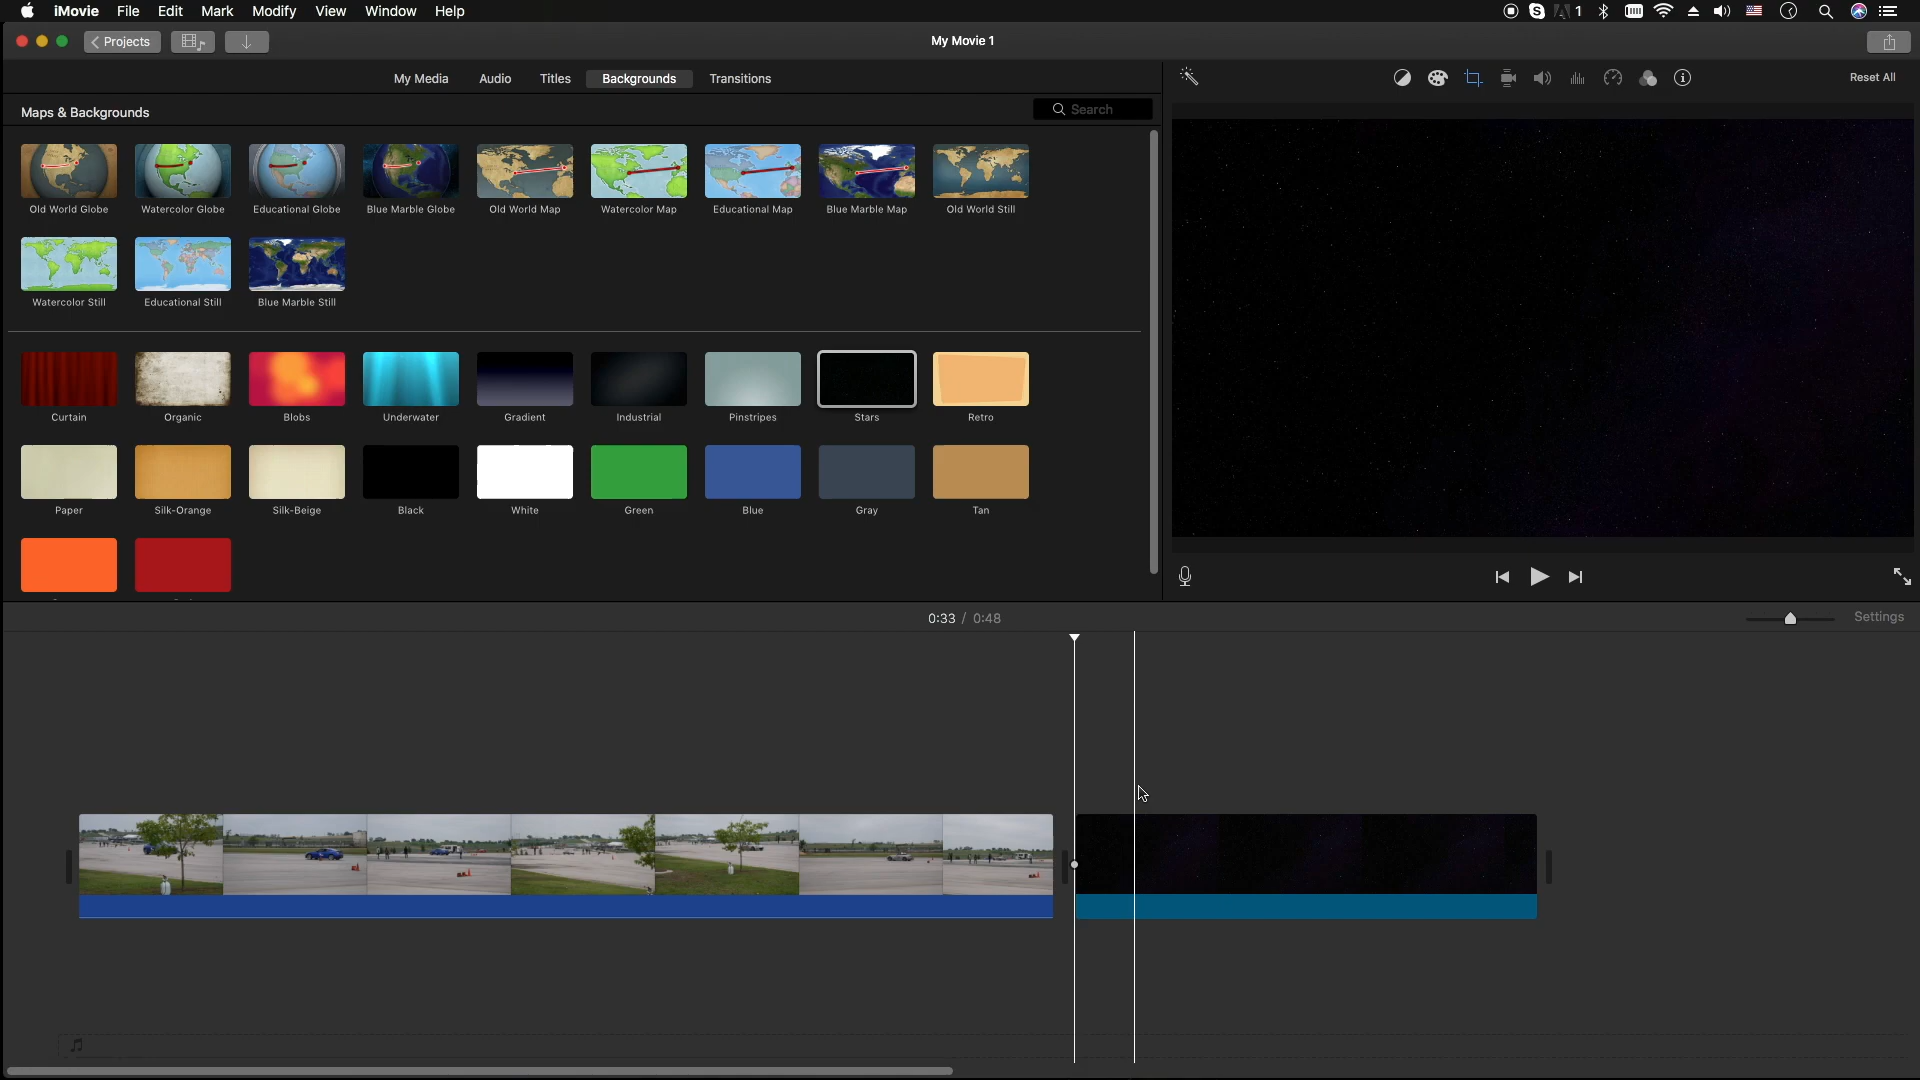 iMovie File Edit Mark Modify View Window Help
1
Projects
My Movie 1
My Media Audio Titles Backgrounds Transitions
Reset All
Maps & Backgrounds
Search
Old World Globe Watercolor Globe Educational Globe Blue Marble Globe Old World Map Watercolor Map Educational Map Blue Marble Map Old World Still
Watercolor Still Educational Still Blue Marble Still
Curtain Organic Blobs Underwater Gradient Industrial Pinstripes Stars Retro
Paper Silk-Orange Silk-Beige Black White Green Blue Gray Tan
0:33 / 0:48
Settings